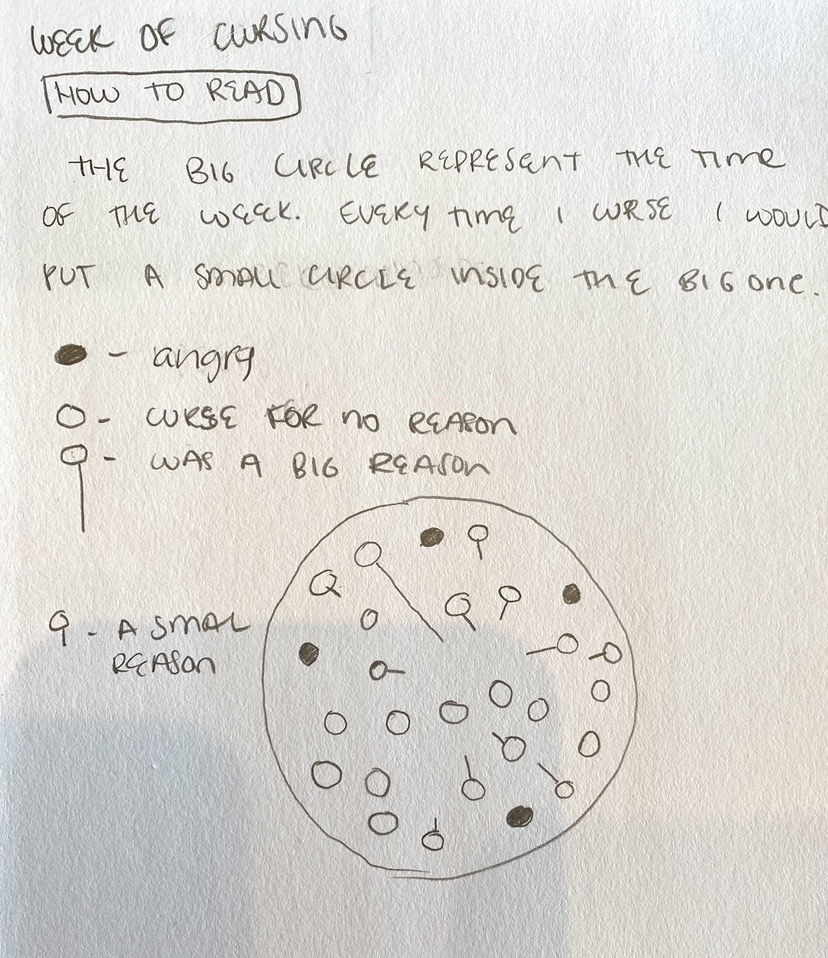 WEEK OF CURSING
HOW TO READ
THE BIG CIRCLE REPRESENT THE TIME
OF THE WEEK. EVERY TIME I CURSE I WOULD
PUT A SMALL CIRCLE INSIDE THE BIG ONE.
- angry
- CURSE FOR NO REASON
- WAS A BIG REASON
- A SMAL
REASON